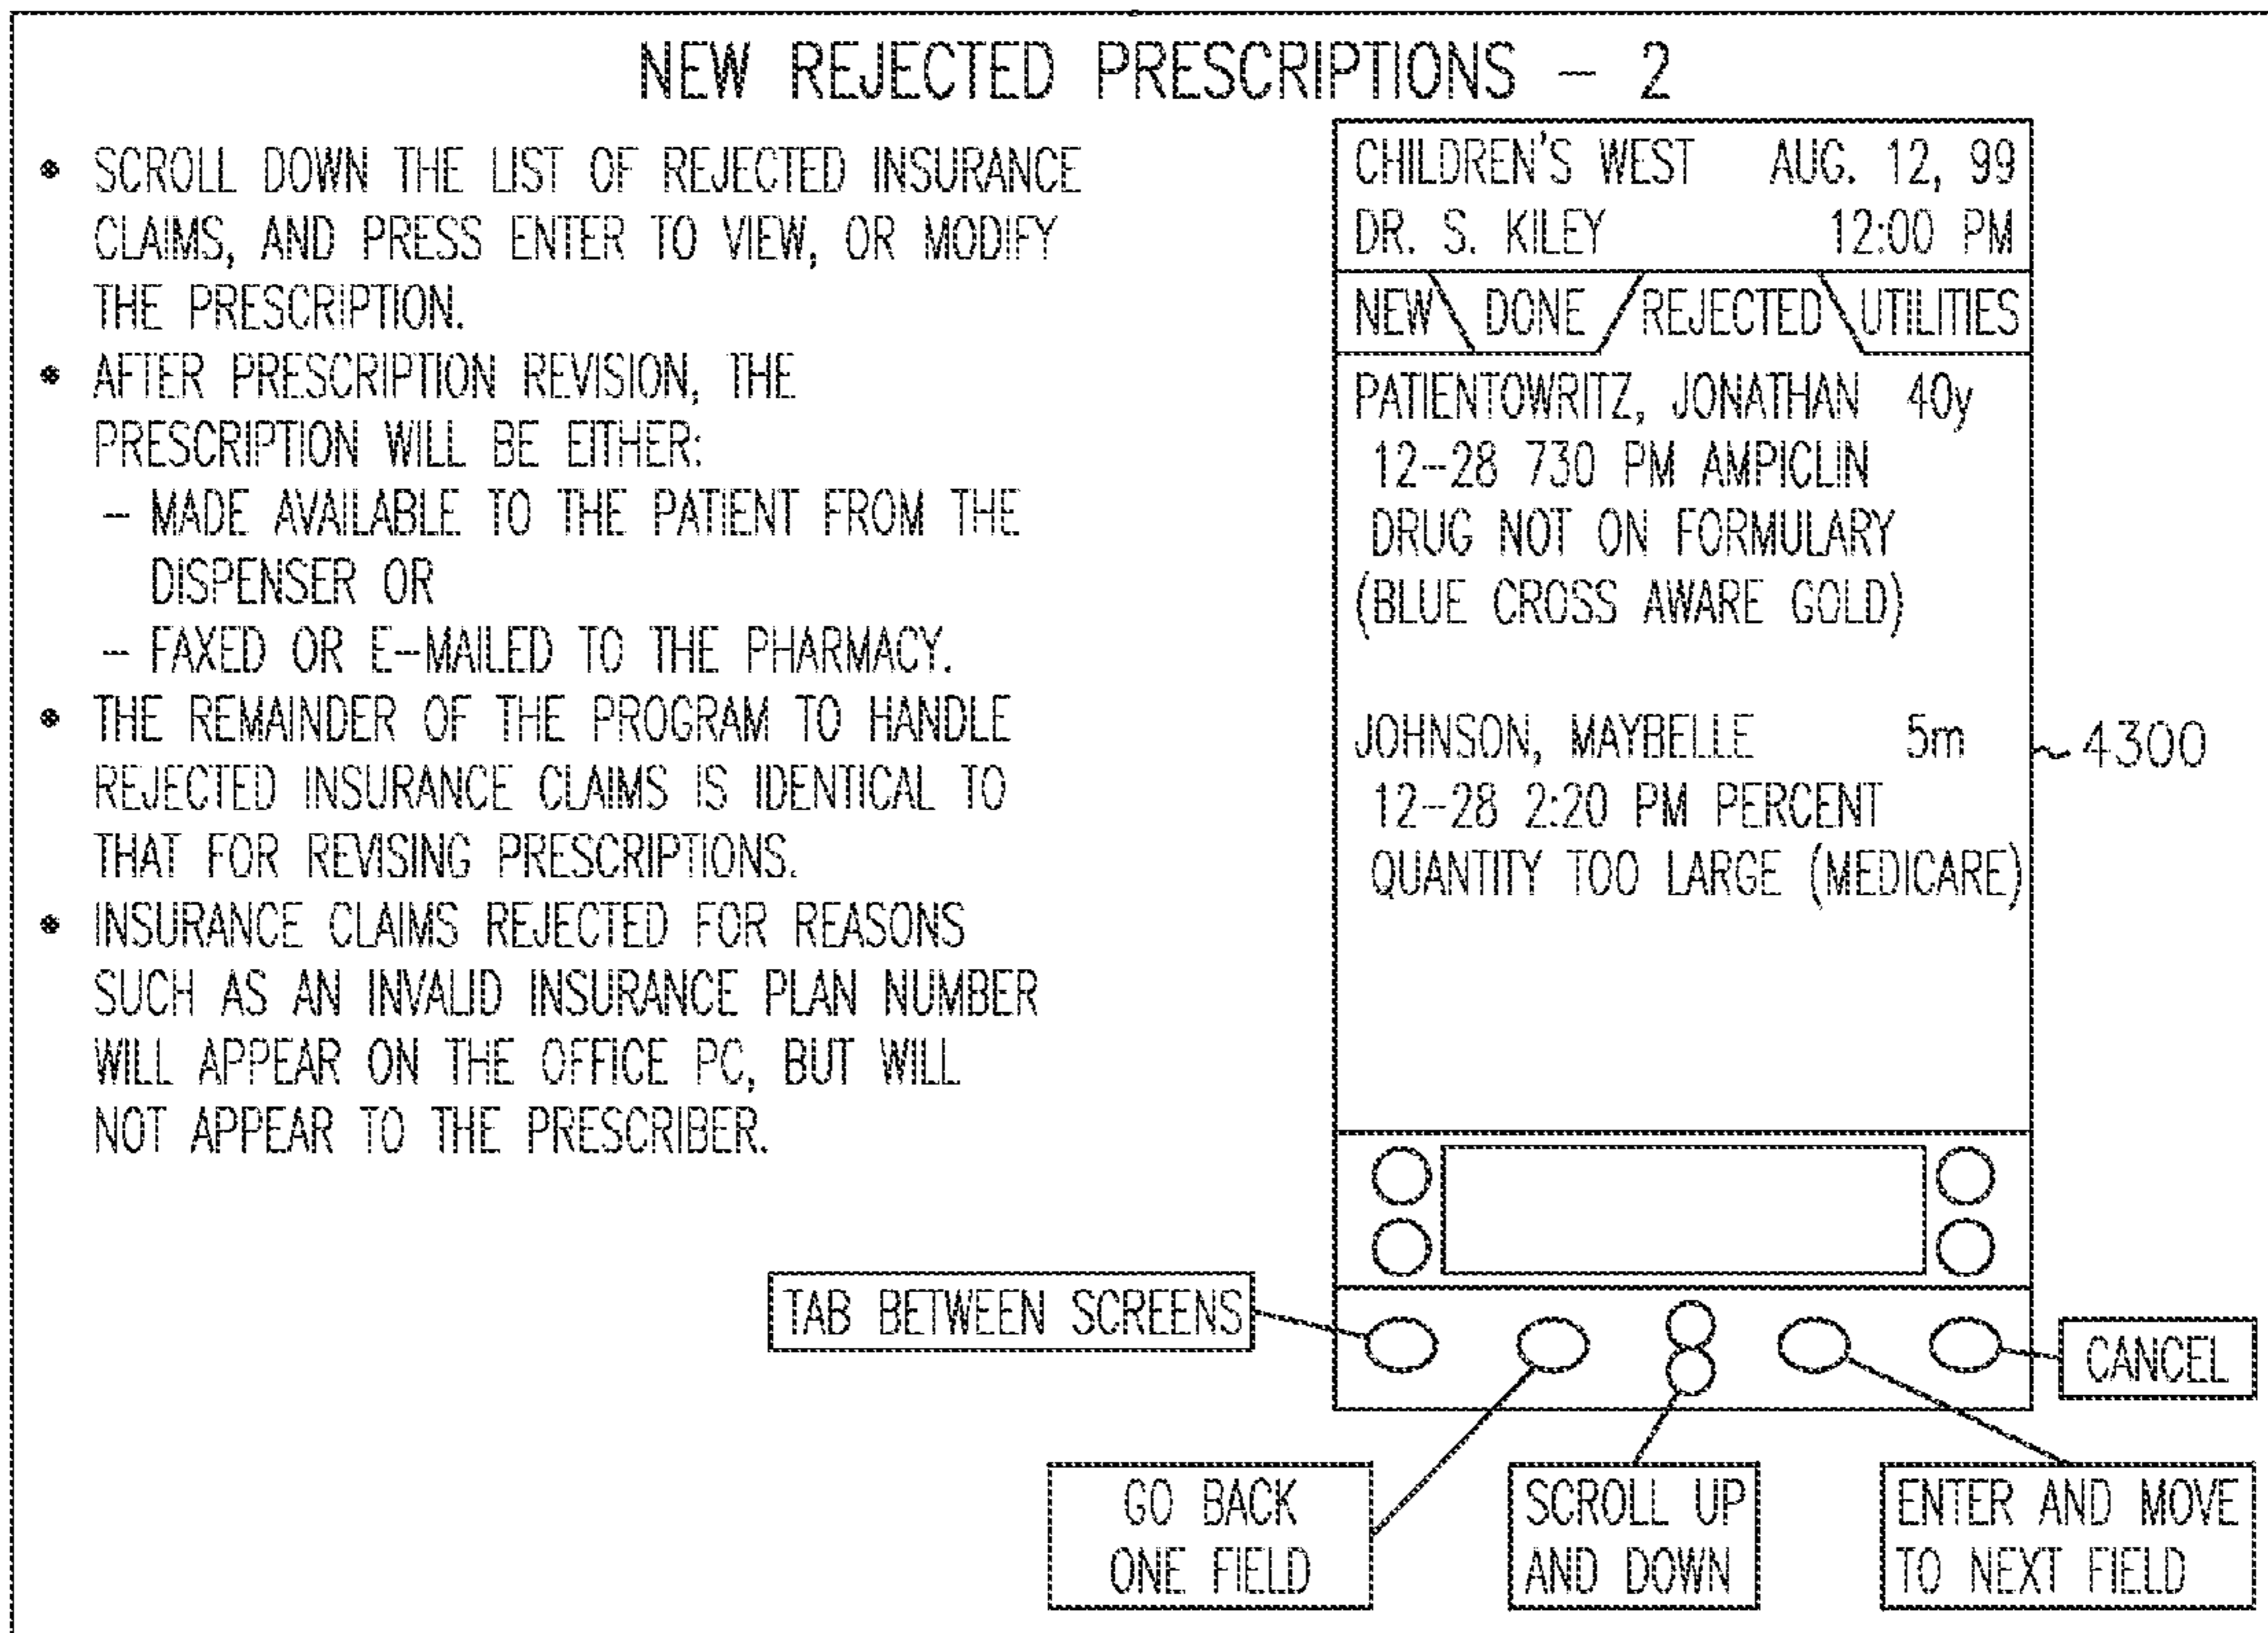 NEW REJECTED PRESCRIPTIONS - 2
• SCROLL DOWN THE LIST OF REJECTED INSURANCE
CLAIMS, AND PRESS ENTER TO VIEW, OR MODIFY
THE PRESCRIPTION.
• AFTER PRESCRIPTION REVISION, THE
PRESCRIPTION WILL BE EITHER:
- MADE AVAILABLE TO THE PATIENT FROM THE
DISPENSER OR
- FAXED OR E-MAILED TO THE PHARMACY.
• THE REMAINDER OF THE PROGRAM TO HANDLE
REJECTED INSURANCE CLAIMS IS IDENTICAL TO
THAT FOR REVISING PRESCRIPTIONS.
• INSURANCE CLAIMS REJECTED FOR REASONS
SUCH AS AN INVALID INSURANCE PLAN NUMBER
WILL APPEAR ON THE OFFICE PC, BUT WILL
NOT APPEAR TO THE PRESCRIBER.
CHILDREN'S WEST AUG. 12, 99
DR. S. KILEY 12:00 PM
NEW DONE REJECTED UTILITIES
PATIENTOWRITZ, JONATHAN 40y
12-28 730 PM AMPICLIN
DRUG NOT ON FORMULARY
(BLUE CROSS AWARE GOLD)
JOHNSON, MAYBELLE 5m
12-28 2:20 PM PERCENT
QUANTITY TOO LARGE (MEDICARE)
4300
TAB BETWEEN SCREENS
CANCEL
GO BACK
ONE FIELD
SCROLL UP
AND DOWN
ENTER AND MOVE
TO NEXT FIELD